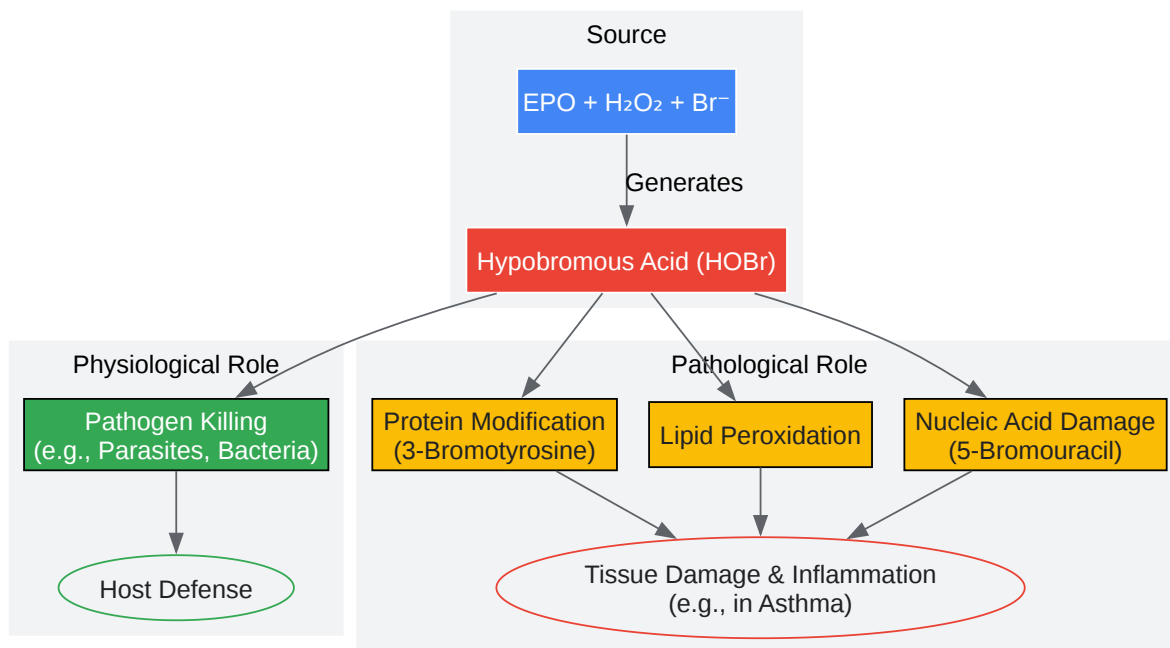 Source
EPO + H₂O₂ + Br⁻
Generates
Hypobromous Acid (HOBr)
Physiological Role
Pathological Role
Pathogen Killing
(e.g., Parasites, Bacteria)
Protein Modification
(3-Bromotyrosine)
Lipid Peroxidation
Nucleic Acid Damage
(5-Bromouracil)
Host Defense
Tissue Damage & Inflammation
(e.g., in Asthma)